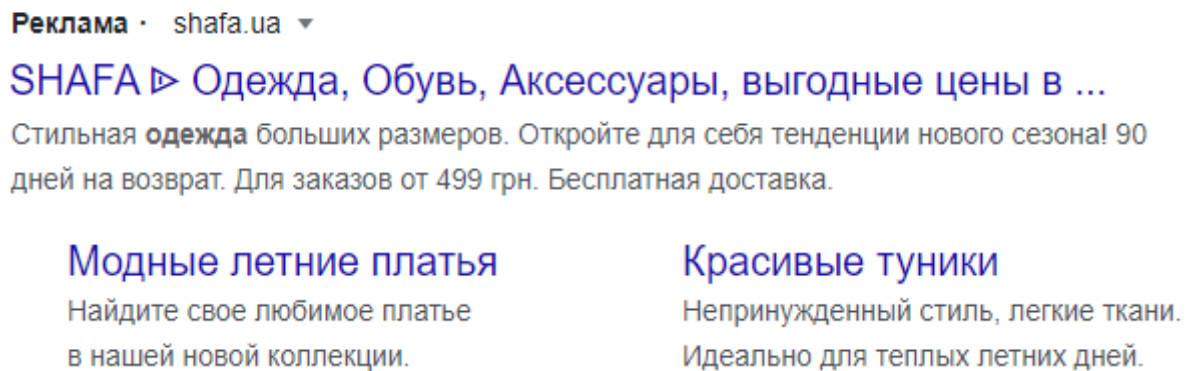 Реклама · shafa.ua
SHAFA ᐅ Одежда, Обувь, Аксессуары, выгодные цены в ...
Стильная одежда больших размеров. Откройте для себя тенденции нового сезона! 90
дней на возврат. Для заказов от 499 грн. Бесплатная доставка.
Модные летние платья
Найдите свое любимое платье
в нашей новой коллекции.
Красивые туники
Непринужденный стиль, легкие ткани.
Идеально для теплых летних дней.